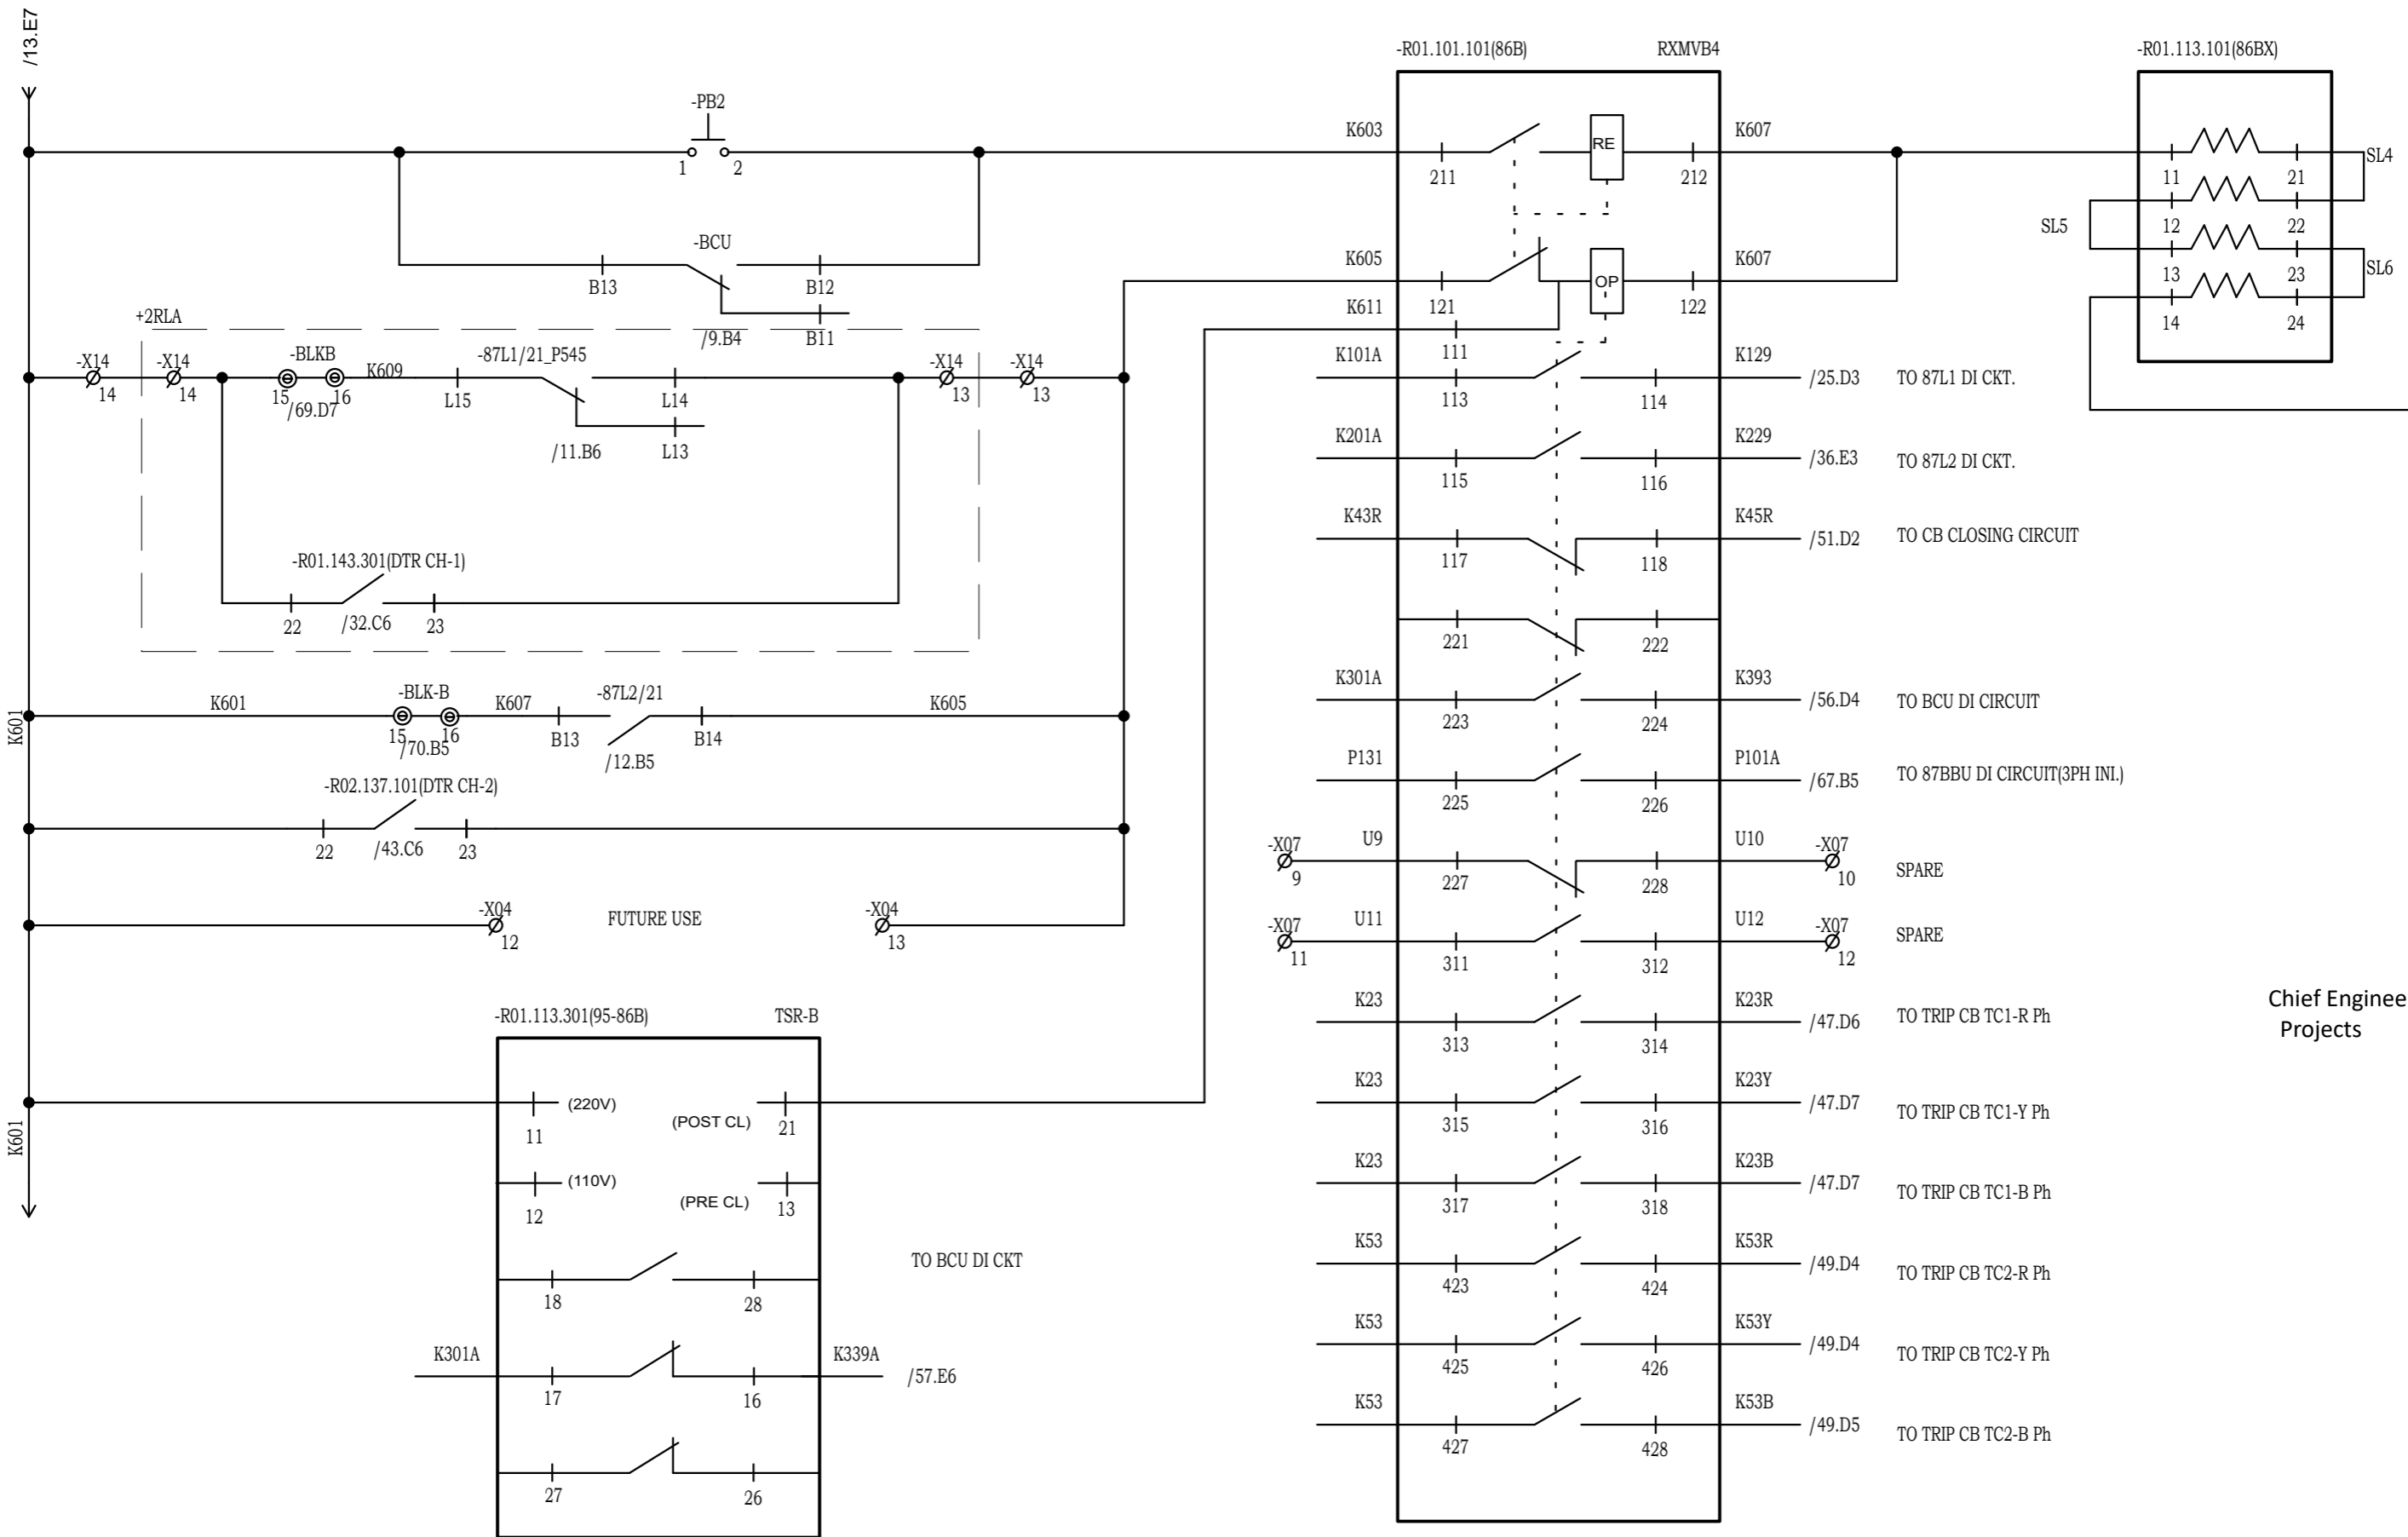 /13.E7
-R01.101.101(86B) RXMVB4
-R01.113.101(86BX)
-PB2
1 2
K603 211 RE 212 K607
11 21 SL4
12 22
SL5
13 23 SL6
14 24
-BCU
B13 B12
/9.B4 B11
K605 121 OP 122 K607
K611 111
+2RLA
-X14 14
-X14 14
-BLKB
15 16
/69.D7
K609
L15
-87L1/21_P545
L14
/11.B6 L13
-X14 13
-X14 13
K101A 113 114 K129 /25.D3 TO 87L1 DI CKT.
K201A 115 116 K229 /36.E3 TO 87L2 DI CKT.
K43R 117 118 K45R /51.D2 TO CB CLOSING CIRCUIT
-R01.143.301(DTR CH-1)
22 /32.C6 23
221 222
K601
K601
-BLK-B
15 16
/70.B5
K607
B13
-87L2/21
B14
/12.B5
K605
K301A 223 224 K393 /56.D4 TO BCU DI CIRCUIT
P131 225 226 P101A /67.B5 TO 87BBU DI CIRCUIT(3PH INI.)
-R02.137.101(DTR CH-2)
22 /43.C6 23
-X07 9 U9 227 228 U10 -X07 10 SPARE
-X04 12 FUTURE USE -X04 13
-X07 11 U11 311 312 U12 -X07 12 SPARE
Chief Enginee
Projects
K23 313 314 K23R /47.D6 TO TRIP CB TC1-R Ph
K23 315 316 K23Y /47.D7 TO TRIP CB TC1-Y Ph
K23 317 318 K23B /47.D7 TO TRIP CB TC1-B Ph
K53 423 424 K53R /49.D4 TO TRIP CB TC2-R Ph
K53 425 426 K53Y /49.D4 TO TRIP CB TC2-Y Ph
K53 427 428 K53B /49.D5 TO TRIP CB TC2-B Ph
-R01.113.301(95-86B) TSR-B
K601
11 (220V) (POST CL) 21
12 (110V) (PRE CL) 13
18 28 TO BCU DI CKT
K301A 17 16 K339A /57.E6
27 26